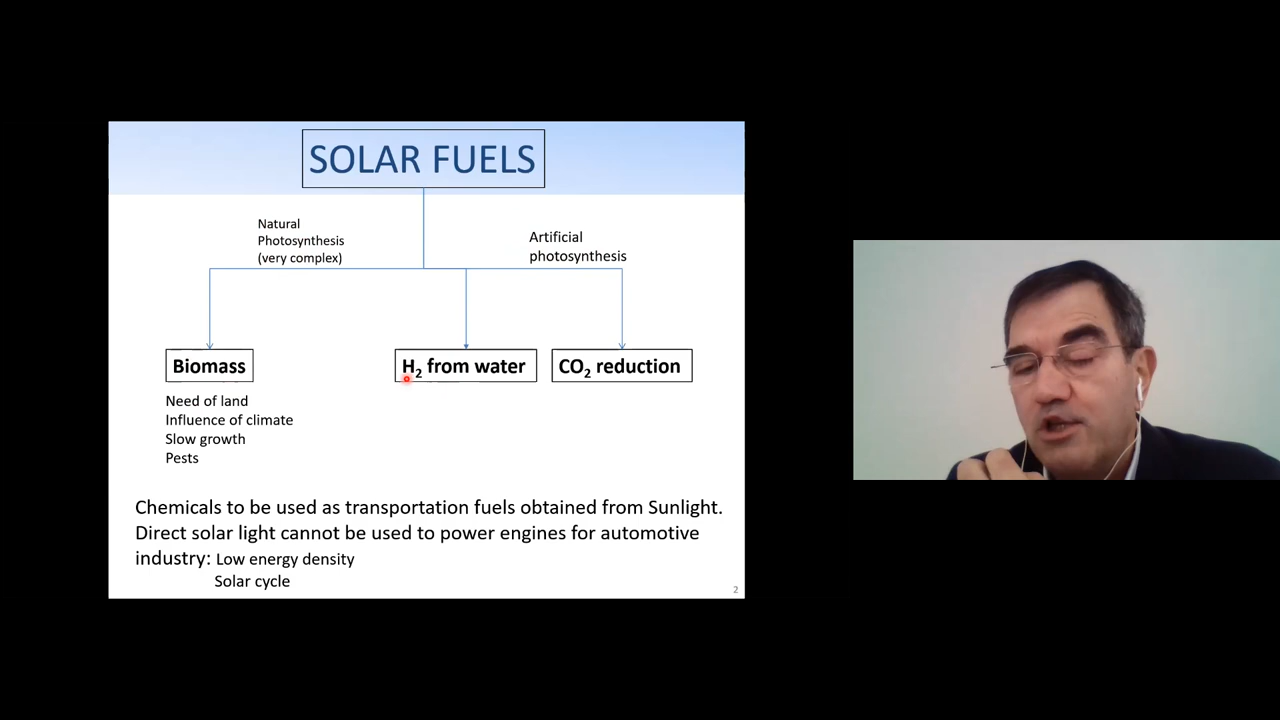 SOLAR FUELS
Natural
Photosynthesis
(very complex)
Artificial
photosynthesis
Biomass
H₂ from water
CO₂ reduction
Need of land
Influence of climate
Slow growth
Pests
Chemicals to be used as transportation fuels obtained from Sunlight.
Direct solar light cannot be used to power engines for automotive
industry: Low energy density
Solar cycle
2